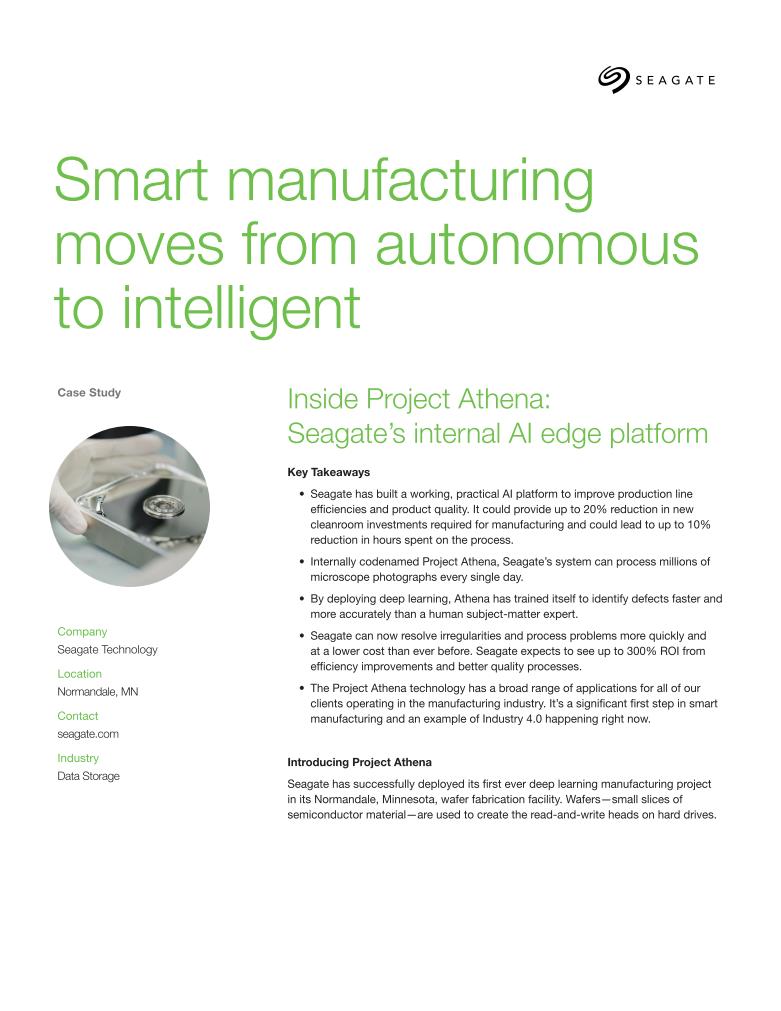 SEAGATE
Smart manufacturing
moves from autonomous
to intelligent
Case Study
Company
Seagate Technology
Location
Normandale, MN
Contact
seagate.com
Industry
Data Storage
Inside Project Athena:
Seagate’s internal AI edge platform
Key Takeaways
• Seagate has built a working, practical AI platform to improve production line
efficiencies and product quality. It could provide up to 20% reduction in new
cleanroom investments required for manufacturing and could lead to up to 10%
reduction in hours spent on the process.
• Internally codenamed Project Athena, Seagate’s system can process millions of
microscope photographs every single day.
• By deploying deep learning, Athena has trained itself to identify defects faster and
more accurately than a human subject-matter expert.
• Seagate can now resolve irregularities and process problems more quickly and
at a lower cost than ever before. Seagate expects to see up to 300% ROI from
efficiency improvements and better quality processes.
• The Project Athena technology has a broad range of applications for all of our
clients operating in the manufacturing industry. It’s a significant first step in smart
manufacturing and an example of Industry 4.0 happening right now.
Introducing Project Athena
Seagate has successfully deployed its first ever deep learning manufacturing project
in its Normandale, Minnesota, wafer fabrication facility. Wafers—small slices of
semiconductor material—are used to create the read-and-write heads on hard drives.